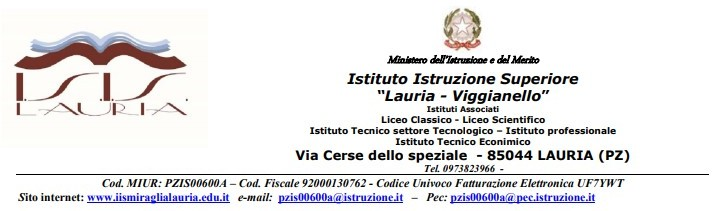 I.S.I.S.
LAURIA
Ministero dell'Istruzione e del Merito
Istituto Istruzione Superiore
"Lauria - Viggianello"
Istituti Associati
Liceo Classico - Liceo Scientifico
Istituto Tecnico settore Tecnologico – Istituto professionale
Istituto Tecnico Econimico
Via Cerse dello speziale - 85044 LAURIA (PZ)
Tel. 0973823966 -
Cod. MIUR: PZIS00600A – Cod. Fiscale 92000130762 - Codice Univoco Fatturazione Elettronica UF7YWT
Sito internet: www.iismiraglialauria.edu.it e-mail: pzis00600a@istruzione.it – Pec: pzis00600a@pec.istruzione.it